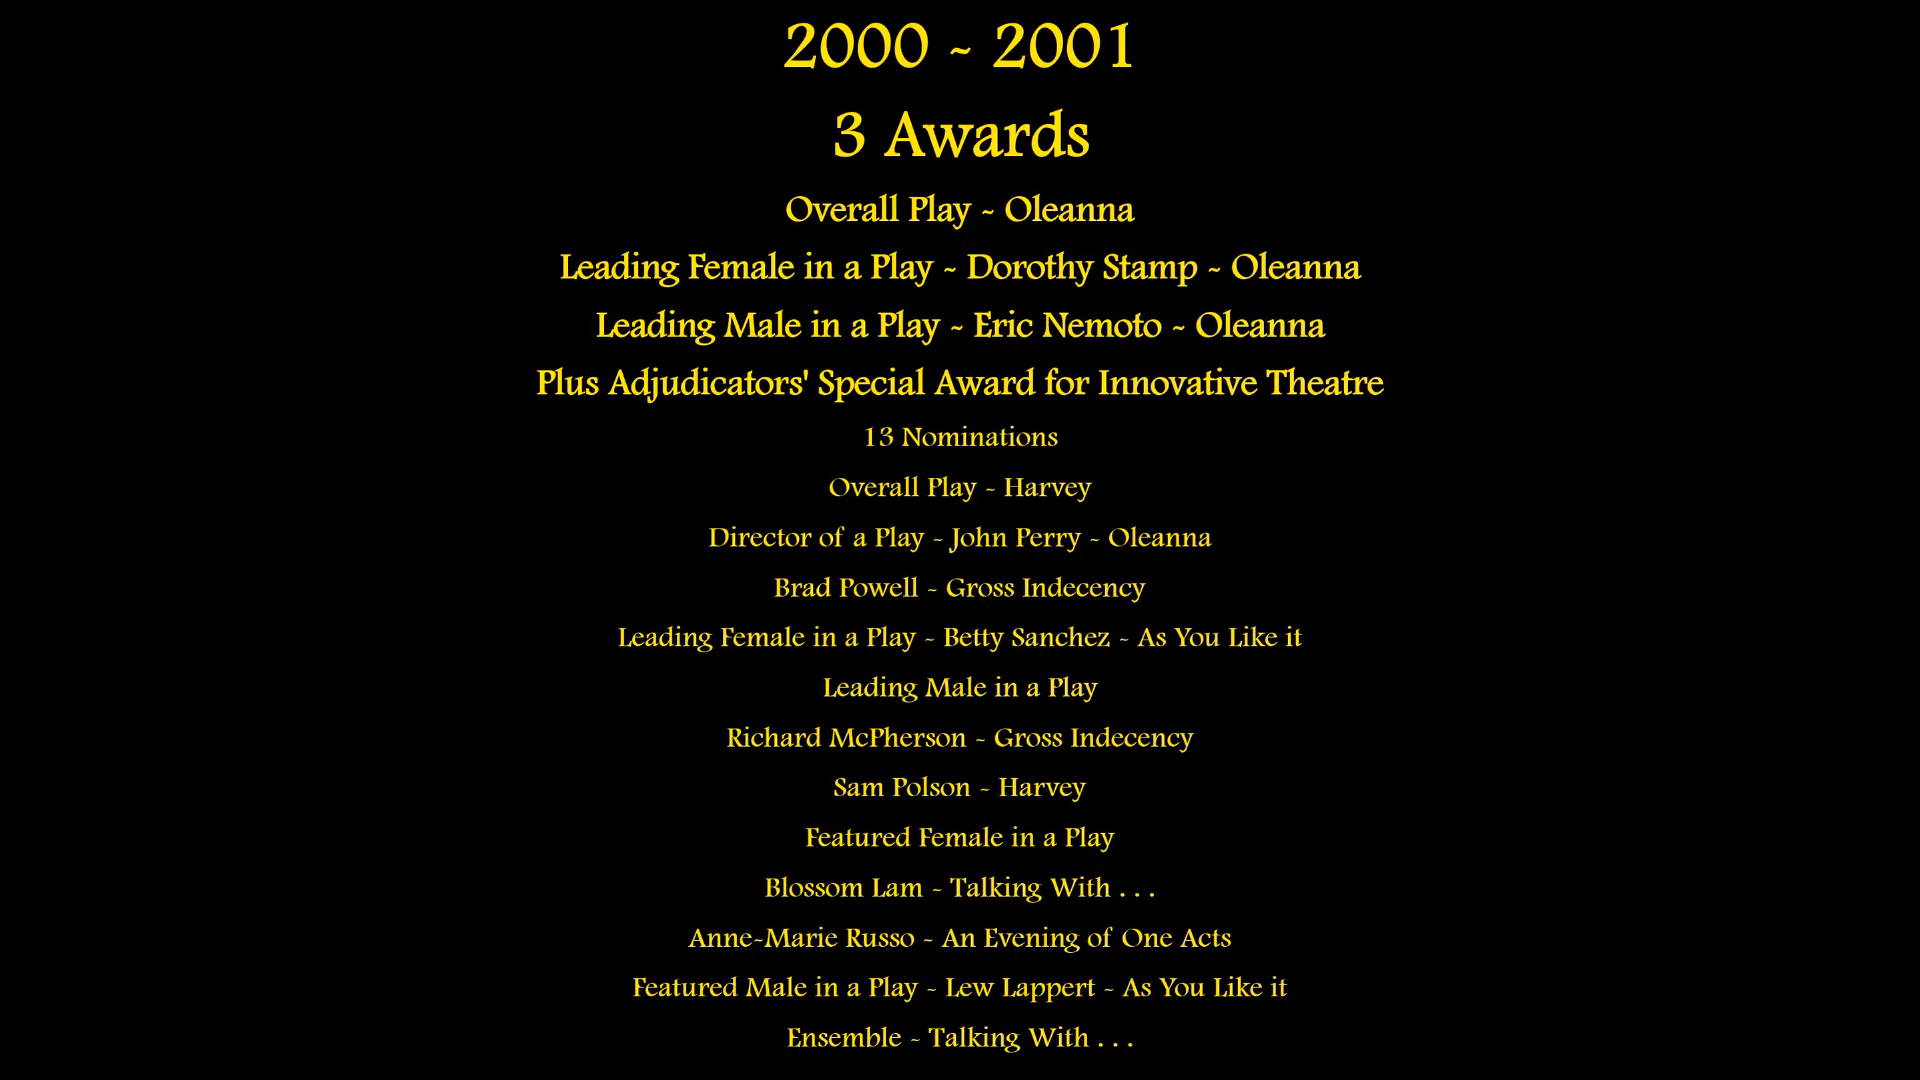 2000 ~ 2001
3 Awards
Overall Play ~ Oleanna
Leading Female in a Play ~ Dorothy Stamp ~ Oleanna
Leading Male in a Play ~ Eric Nemoto ~ Oleanna
Plus Adjudicators' Special Award for Innovative Theatre
13 Nominations
Overall Play ~ Harvey
Director of a Play ~ John Perry ~ Oleanna
Brad Powell ~ Gross Indecency
Leading Female in a Play ~ Betty Sanchez ~ As You Like it
Leading Male in a Play
Richard McPherson ~ Gross Indecency
Sam Polson ~ Harvey
Featured Female in a Play
Blossom Lam ~ Talking With . . .
Anne-Marie Russo ~ An Evening of One Acts
Featured Male in a Play ~ Lew Lappert ~ As You Like it
Ensemble ~ Talking With . . .